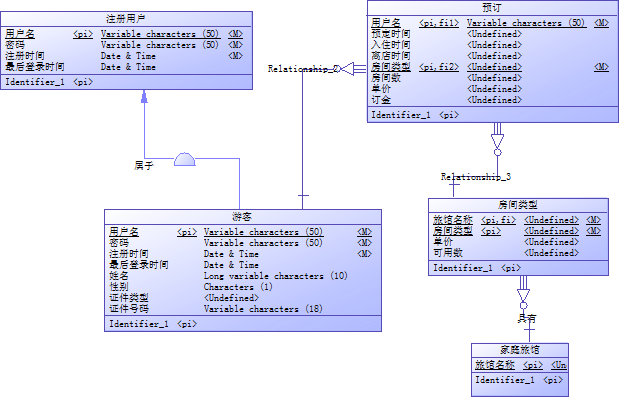 注册用户
用户名 <pi> Variable characters (50) <M>
密码 Variable characters (50) <M>
注册时间 Date & Time <M>
最后登录时间 Date & Time
Identifier_1 <pi>
预订
用户名 <pi,fi1> Variable characters (50) <M>
预定时间 <Undefined>
入住时间 <Undefined>
离店时间 <Undefined>
房间类型 <pi,fi2> <Undefined> <M>
房间数 <Undefined>
单价 <Undefined>
订金 <Undefined>
Identifier_1 <pi>
Relationship_2
属于
Relationship_3
游客
用户名 <pi> Variable characters (50) <M>
密码 Variable characters (50) <M>
注册时间 Date & Time <M>
最后登录时间 Date & Time
姓名 Long variable characters (10)
性别 Characters (1)
证件类型 <Undefined>
证件号码 Variable characters (18)
Identifier_1 <pi>
房间类型
旅馆名称 <pi,fi> <Undefined> <M>
房间类型 <pi> <Undefined> <M>
单价 <Undefined>
可用数 <Undefined>
Identifier_1 <pi>
具有
家庭旅馆
旅馆名称 <pi> <Un
Identifier_1 <pi>